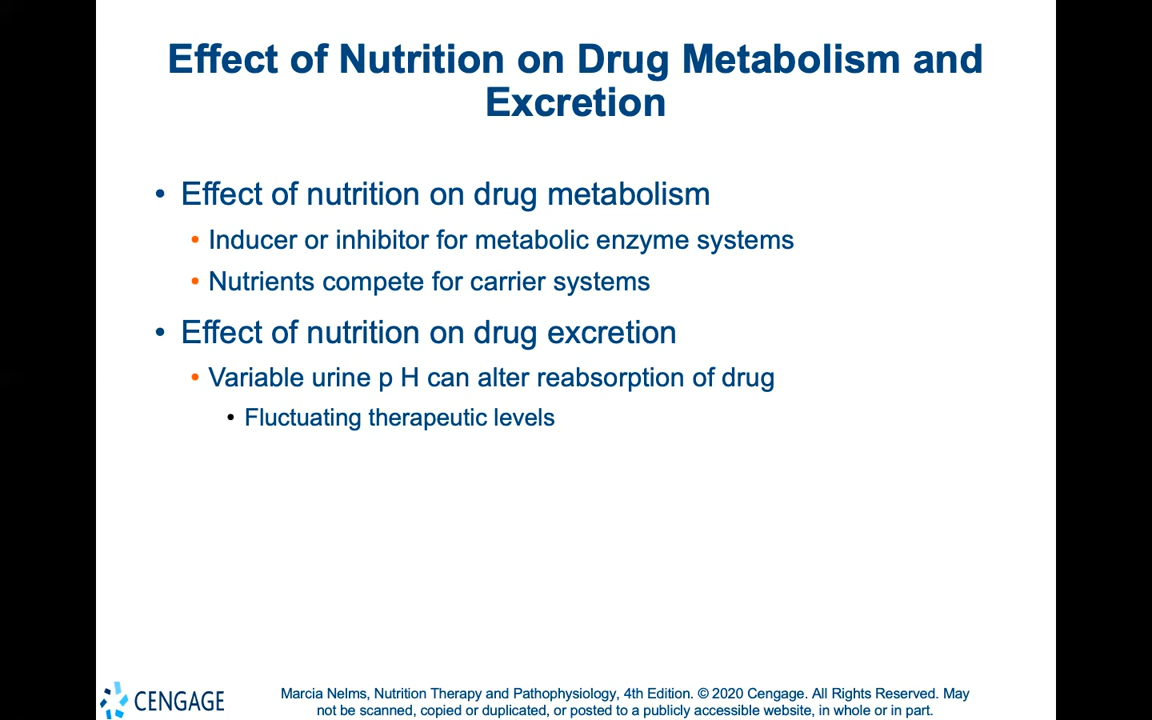 Effect of Nutrition on Drug Metabolism and
Excretion
• Effect of nutrition on drug metabolism
• Inducer or inhibitor for metabolic enzyme systems
• Nutrients compete for carrier systems
• Effect of nutrition on drug excretion
• Variable urine p H can alter reabsorption of drug
• Fluctuating therapeutic levels
CENGAGE
Marcia Nelms, Nutrition Therapy and Pathophysiology, 4th Edition. © 2020 Cengage. All Rights Reserved. May
not be scanned, copied or duplicated, or posted to a publicly accessible website, in whole or in part.